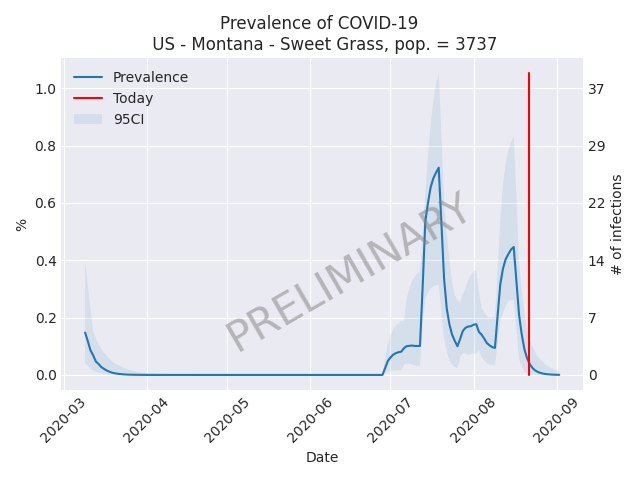 Prevalence of COVID-19
US - Montana - Sweet Grass, pop. = 3737
Prevalence
Today
95CI
1.0
0.8
0.6
0.4
0.2
0.0
%
37
29
22
14
7
0
# of infections
PRELIMINARY
2020-03
2020-04
2020-05
2020-06
2020-07
2020-08
2020-09
Date